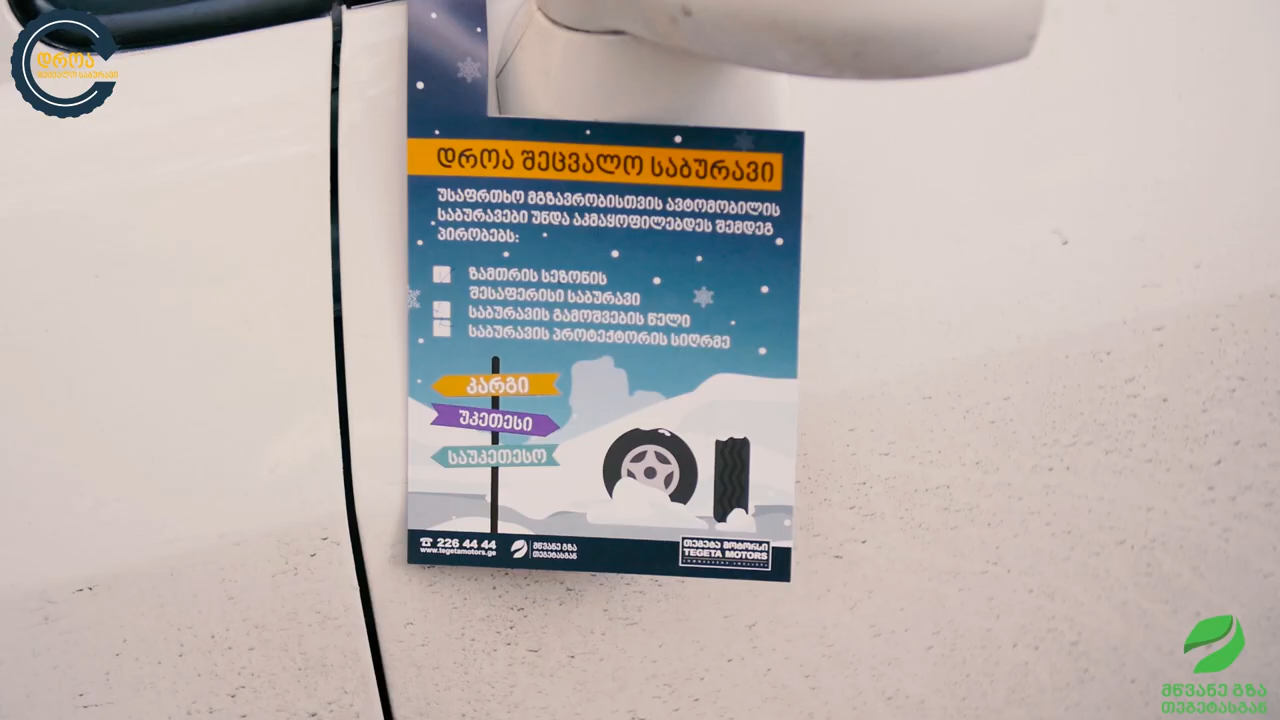 დროა
შეცვალო საბურავი
დროა შეცვალო საბურავი
უსაფრთხო მგზავრობისთვის ავტომობილის
საბურავები უნდა აკმაყოფილებდეს შემდეგ
პირობებს:
ზამთრის სეზონის
შესაფერისი საბურავი
საბურავის გამოშვების წელი
საბურავის პროტექტორის სიღრმე
კარგი
უკეთესი
საუკეთესო
226 44 44
www.tegetamotors.ge
მწვანე გზა
თეგეტასგან
თეგეტა მოტორსი
TEGETA MOTORS
მწვანე გზა
თეგეტასგან